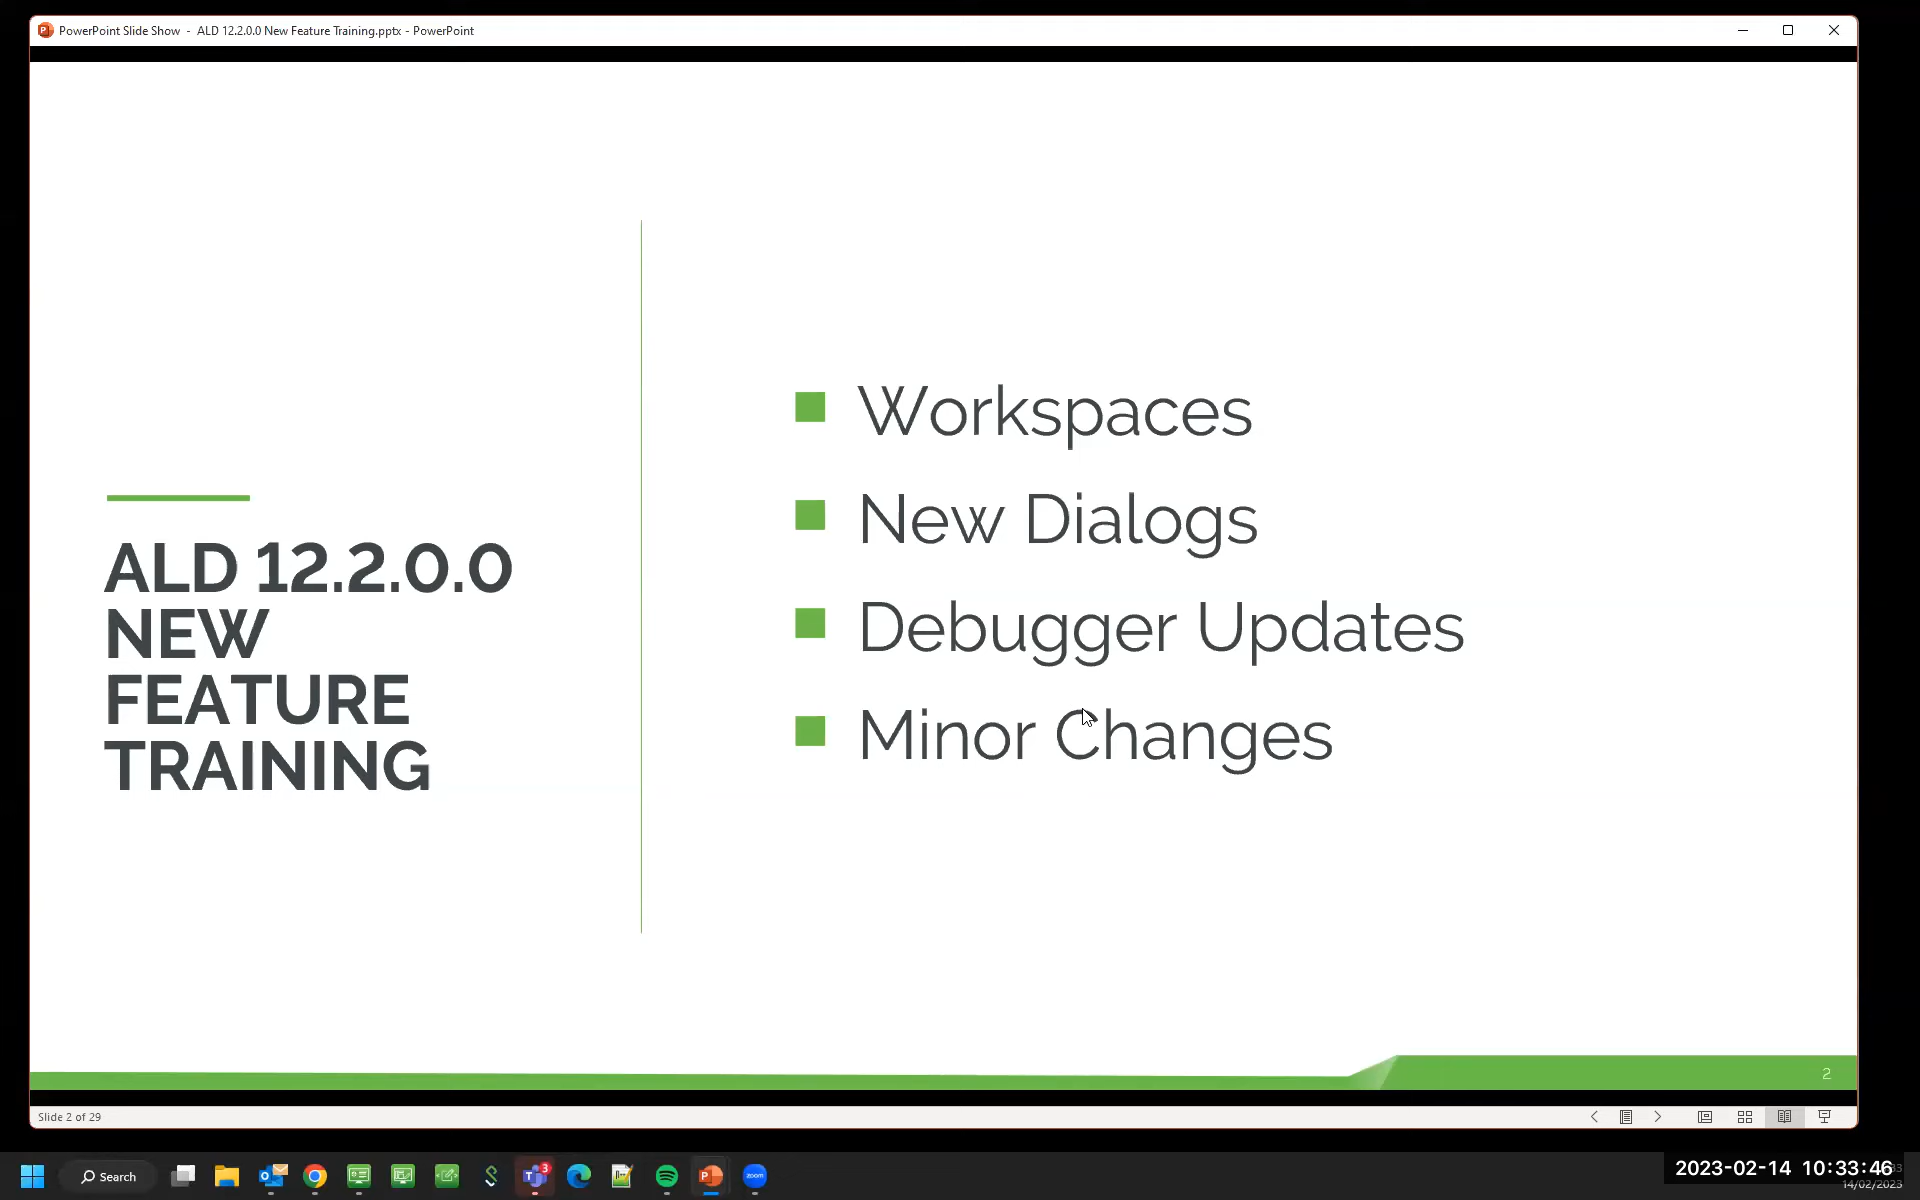 PowerPoint Slide Show - ALD 12.2.0.0 New Feature Training.pptx - PowerPoint
ALD 12.2.0.0
NEW
FEATURE
TRAINING
Workspaces
New Dialogs
Debugger Updates
Minor Changes
2
Slide 2 of 29
Search
3
zoom
2023-02-14 10:33:46
14/02/2023